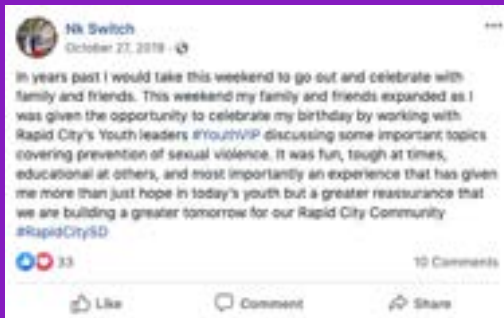 Nk Switch
October 27, 2019 ·
In years past I would take this weekend to go out and celebrate with
family and friends. This weekend my family and friends expanded as I
was given the opportunity to celebrate my birthday by working with
Rapid City's Youth leaders #YouthVIP discussing some important topics
covering prevention of sexual violence. It was fun, tough at times,
educational at others, and most importantly an experience that has given
me more than just hope in today's youth but a greater reassurance that
we are building a greater tomorrow for our Rapid City Community
#RapidCitySD
33
10 Comments
Like
Comment
Share